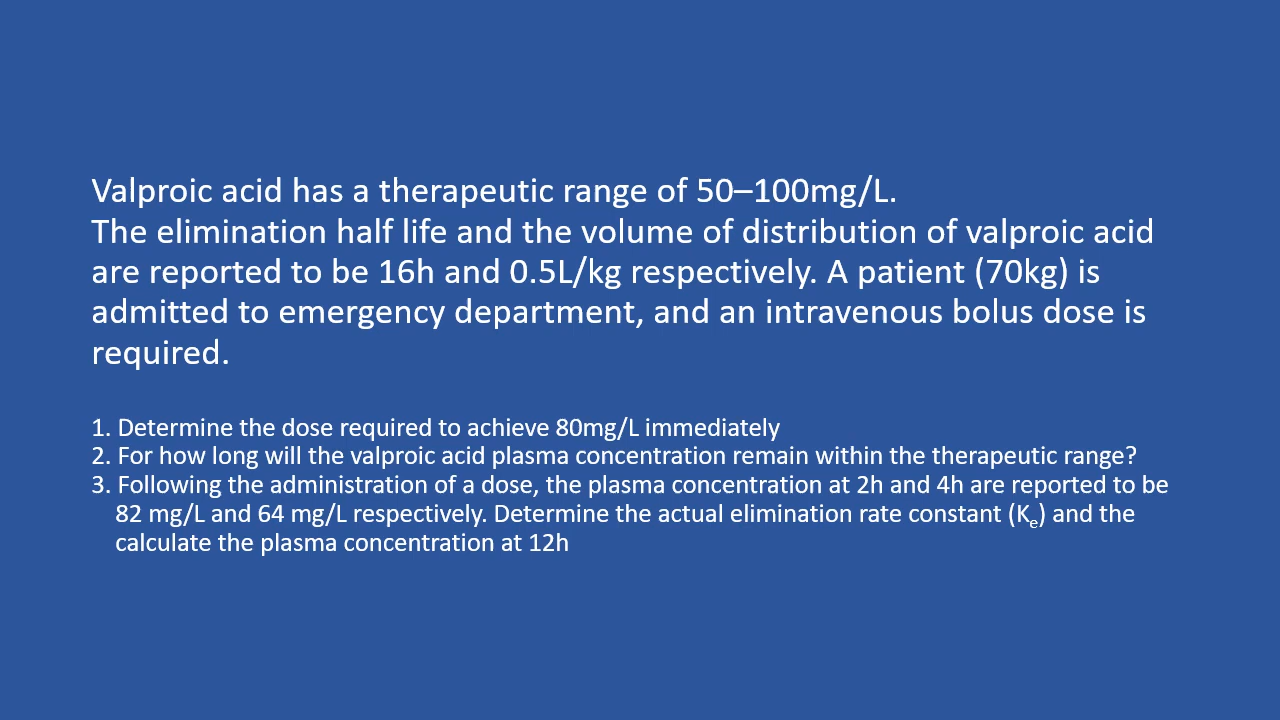 Valproic acid has a therapeutic range of 50–100mg/L.
The elimination half life and the volume of distribution of valproic acid
are reported to be 16h and 0.5L/kg respectively. A patient (70kg) is
admitted to emergency department, and an intravenous bolus dose is
required.
1. Determine the dose required to achieve 80mg/L immediately
2. For how long will the valproic acid plasma concentration remain within the therapeutic range?
3. Following the administration of a dose, the plasma concentration at 2h and 4h are reported to be
82 mg/L and 64 mg/L respectively. Determine the actual elimination rate constant (Ke) and the
calculate the plasma concentration at 12h